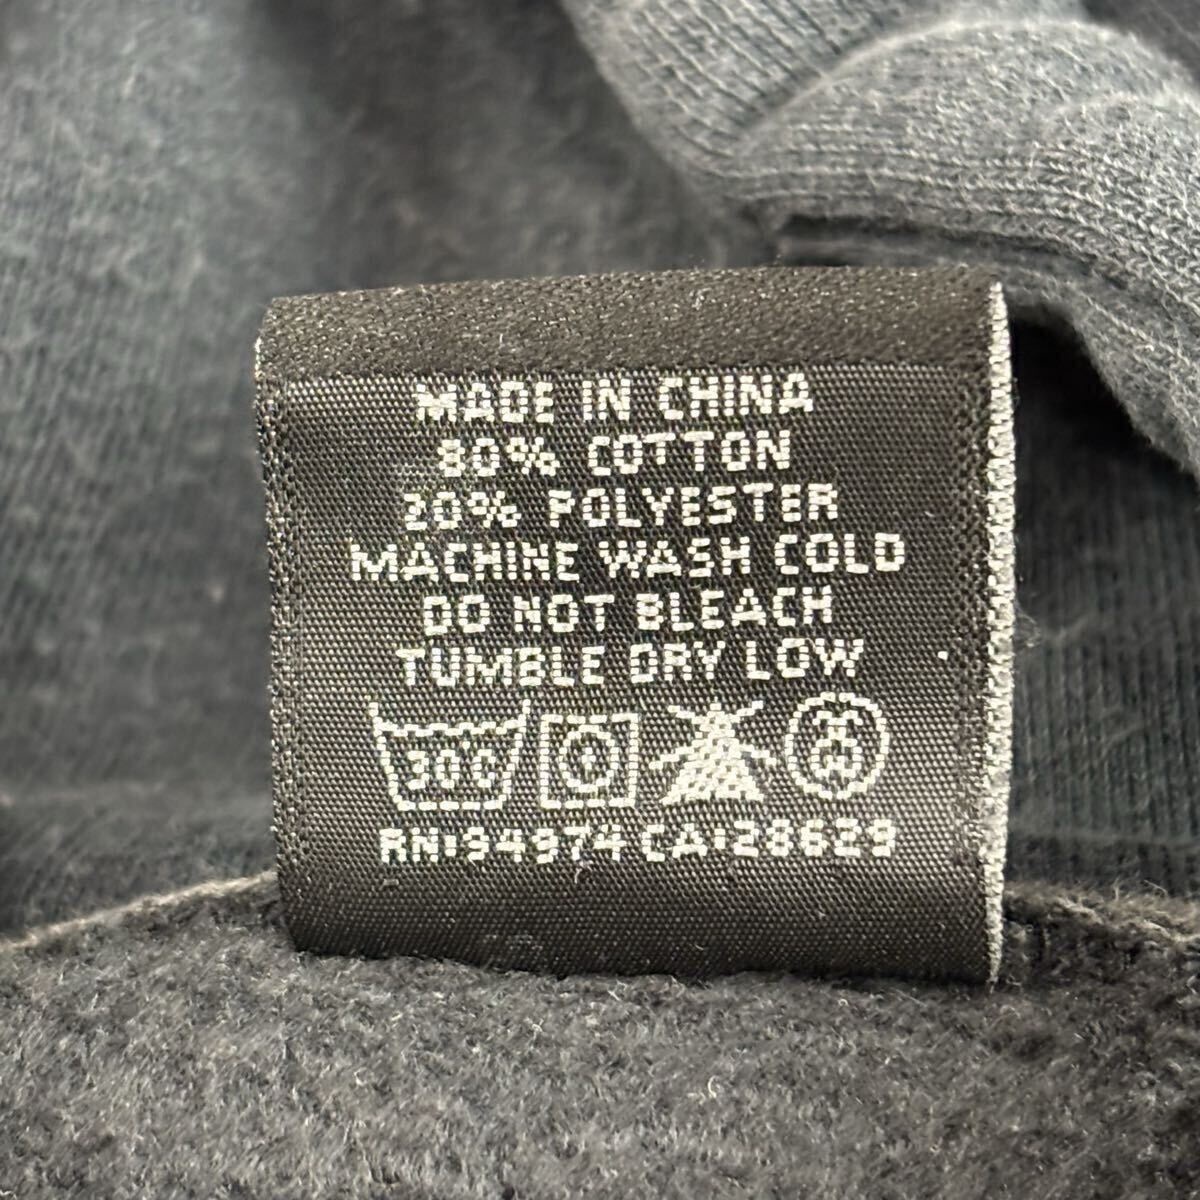 MADE IN CHINA
80% COTTON
20% POLYESTER
MACHINE WASH COLD
DO NOT BLEACH
TUMBLE DRY LOW
30°C
RN:94974 CA:28629